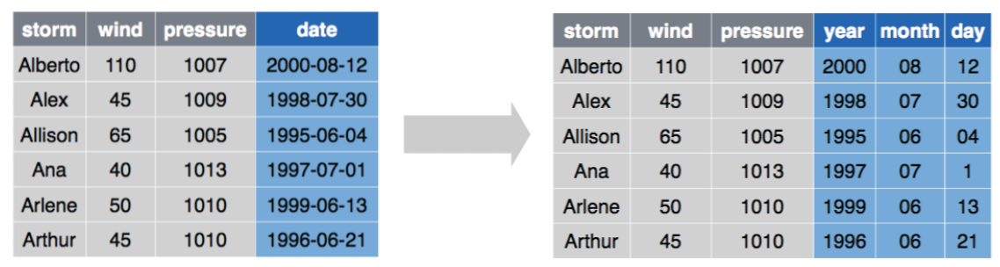 storm wind pressure date
Alberto 110 1007 2000-08-12
Alex 45 1009 1998-07-30
Allison 65 1005 1995-06-04
Ana 40 1013 1997-07-01
Arlene 50 1010 1999-06-13
Arthur 45 1010 1996-06-21
storm wind pressure year month day
Alberto 110 1007 2000 08 12
Alex 45 1009 1998 07 30
Allison 65 1005 1995 06 04
Ana 40 1013 1997 07 1
Arlene 50 1010 1999 06 13
Arthur 45 1010 1996 06 21